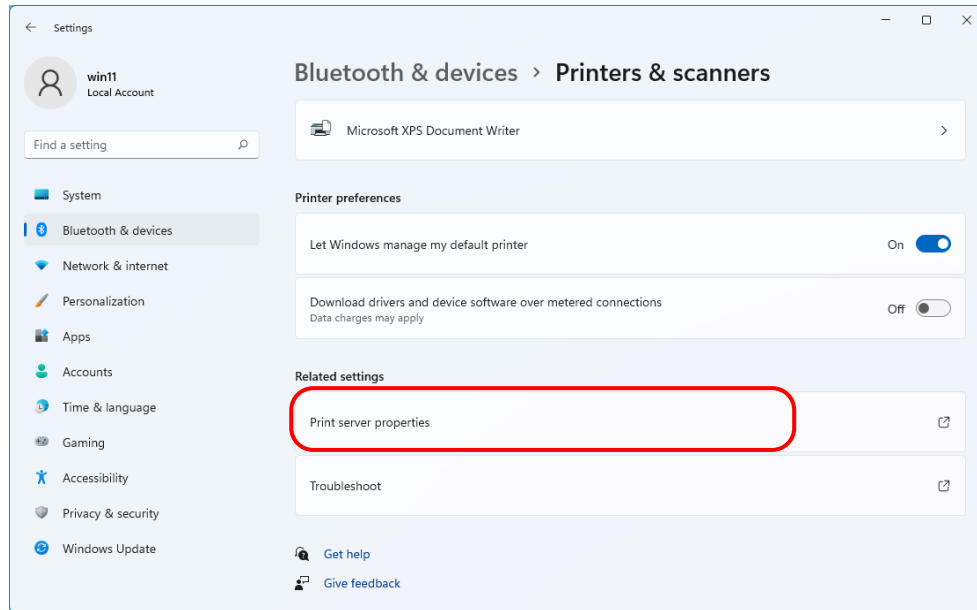 Settings
win11
Local Account
Find a setting
System
Bluetooth & devices
Network & internet
Personalization
Apps
Accounts
Time & language
Gaming
Accessibility
Privacy & security
Windows Update
Bluetooth & devices > Printers & scanners
Microsoft XPS Document Writer
Printer preferences
Let Windows manage my default printer On
Download drivers and device software over metered connections Off
Data charges may apply
Related settings
Print server properties
Troubleshoot
Get help
Give feedback